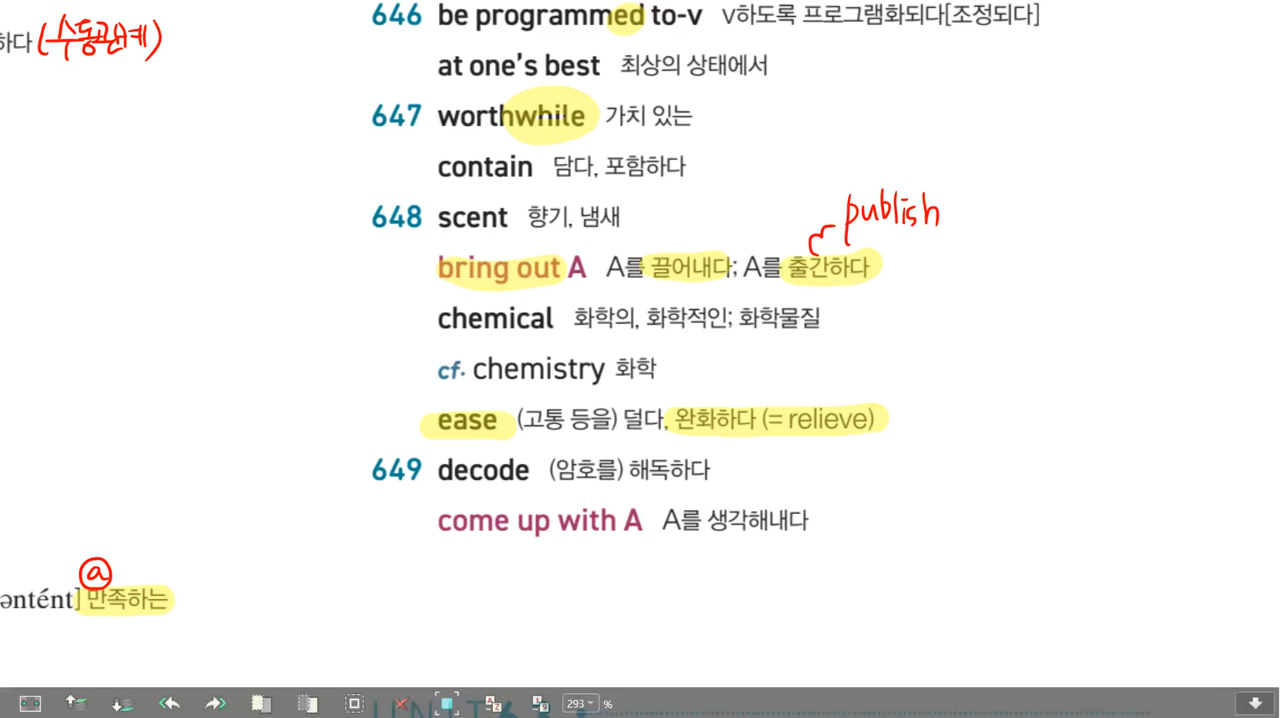 646 be programmed to-v v하도록 프로그램화되다[조정되다]
하다 (수동관계)
at one's best 최상의 상태에서
647 worthwhile 가치 있는
contain 담다, 포함하다
648 scent 향기, 냄새
publish
bring out A A를 끌어내다; A를 출간하다
chemical 화학의, 화학적인; 화학물질
cf. chemistry 화학
ease (고통 등을) 덜다, 완화하다 (= relieve)
649 decode (암호를) 해독하다
come up with A A를 생각해내다
ⓐ
əntént] 만족하는
293 %